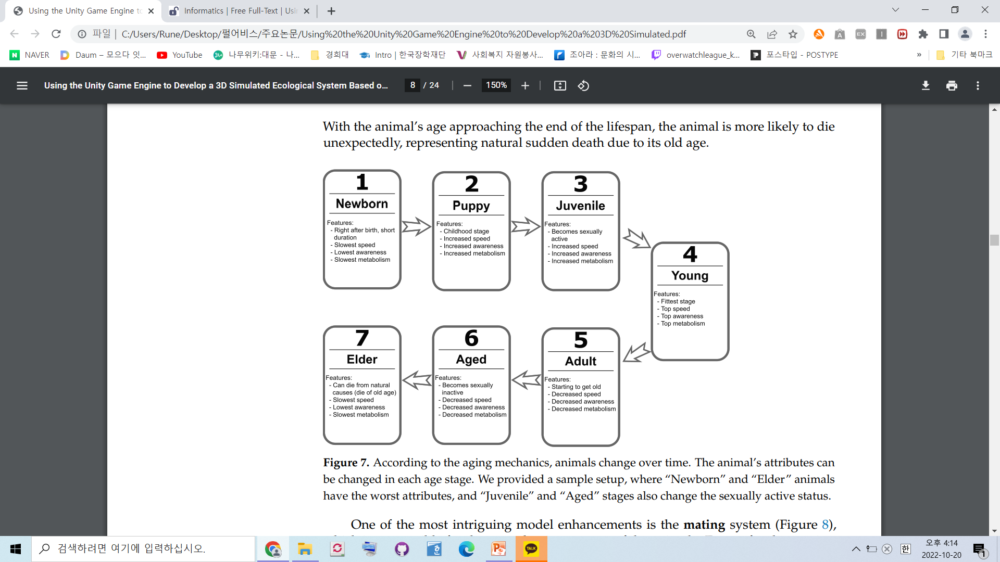 Using the Unity Game Engine to
Informatics | Free Full-Text | Usi
파일 | C:/Users/Rune/Desktop/펄어비스/주요논문/Using%20the%20Unity%20Game%20Engine%20to%20Develop%20a%203D%20Simulated.pdf
NAVER
Daum – 모으다 잇...
YouTube
나무위키:대문 - 나...
경희대
Intro | 한국장학재단
사회복지 자원봉사...
조아라 : 문화의 시...
overwatchleague_k...
포스타입 - POSTYPE
»
기타 북마크
Using the Unity Game Engine to Develop a 3D Simulated Ecological System Based o...
8 / 24
150%
With the animal's age approaching the end of the lifespan, the animal is more likely to die
unexpectedly, representing natural sudden death due to its old age.
1
Newborn
Features:
- Right after birth, short
duration
- Slowest speed
- Lowest awareness
- Slowest metabolism
2
Puppy
Features:
- Childhood stage
- Increased speed
- Increased awareness
- Increased metabolism
3
Juvenile
Features:
- Becomes sexually
active
- Increased speed
- Increased awareness
- Increased metabolism
4
Young
Features:
- Fittest stage
- Top speed
- Top awareness
- Top metabolism
7
Elder
Features:
- Can die from natural
causes (die of old age)
- Slowest speed
- Lowest awareness
- Slowest metabolism
6
Aged
Features:
- Becomes sexually
inactive
- Decreased speed
- Decreased awareness
- Decreased metabolism
5
Adult
Features:
- Starting to get old
- Decreased speed
- Decreased awareness
- Decreased metabolism
Figure 7. According to the aging mechanics, animals change over time. The animal's attributes can
be changed in each age stage. We provided a sample setup, where “Newborn” and “Elder” animals
have the worst attributes, and “Juvenile” and “Aged” stages also change the sexually active status.
One of the most intriguing model enhancements is the mating system (Figure 8),
검색하려면 여기에 입력하십시오.
TALK
한
오후 4:14
2022-10-20
1